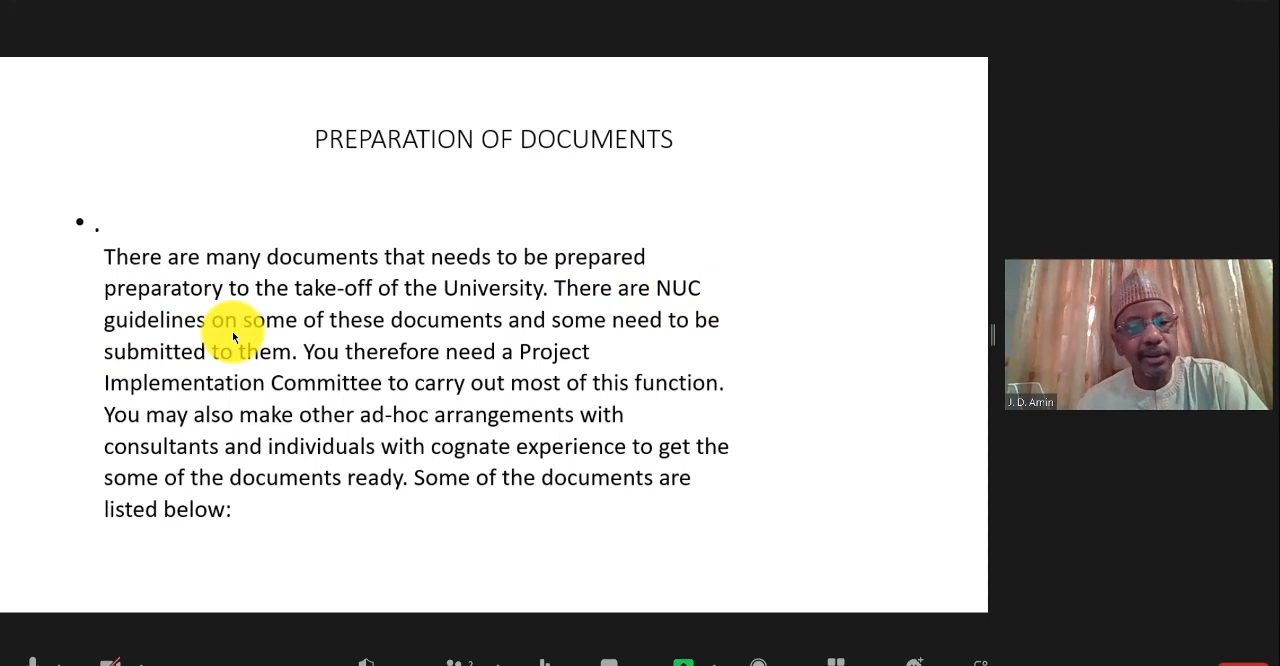 PREPARATION OF DOCUMENTS
• .
There are many documents that needs to be prepared
preparatory to the take-off of the University. There are NUC
guidelines on some of these documents and some need to be
submitted to them. You therefore need a Project
Implementation Committee to carry out most of this function.
You may also make other ad-hoc arrangements with
consultants and individuals with cognate experience to get the
some of the documents ready. Some of the documents are
listed below:
J. D. Amin